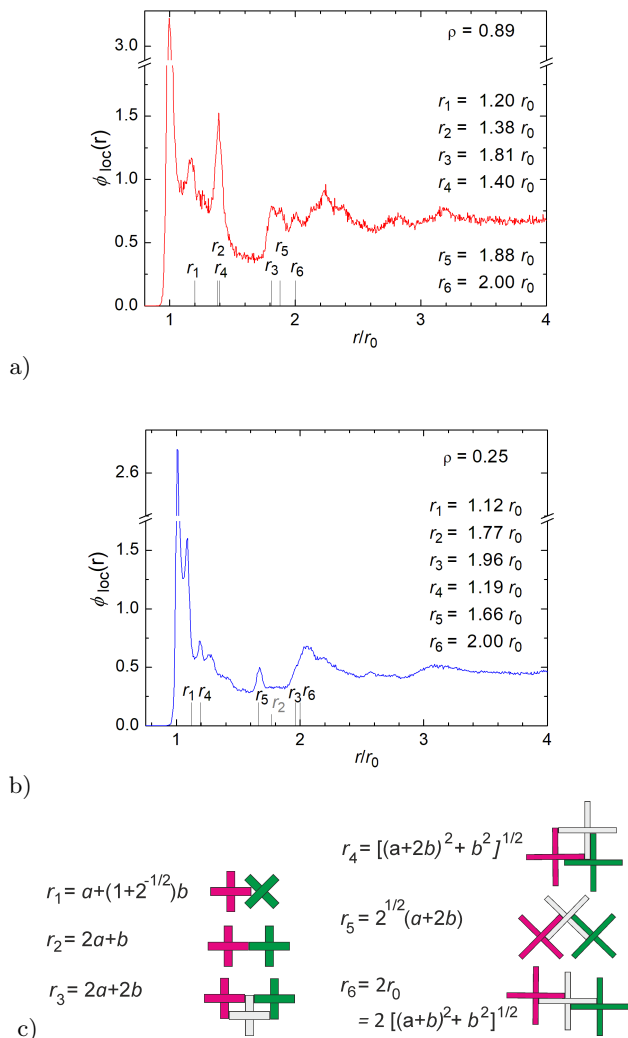 3.0
1.5
1.0
0.5
0.0
ϕ loc(r)
ρ = 0.89
r1 = 1.20 r0
r2 = 1.38 r0
r3 = 1.81 r0
r4 = 1.40 r0
r5 = 1.88 r0
r6 = 2.00 r0
r2 r5
r1 r4 r3 r6
1 2 3 4
r/r0
a)
2.6
1.5
1.0
0.5
0.0
ϕ loc(r)
ρ = 0.25
r1 = 1.12 r0
r2 = 1.77 r0
r3 = 1.96 r0
r4 = 1.19 r0
r5 = 1.66 r0
r6 = 2.00 r0
r1 r4 r5 r2 r3 r6
1 2 3 4
r/r0
b)
r1 = a+(1+2^-1/2)b
r2 = 2a+b
r3 = 2a+2b
r4 = [(a+2b)^2+ b^2]^1/2
r5 = 2^1/2(a+2b)
r6 = 2r0
= 2 [(a+b)^2+ b^2]^1/2
c)